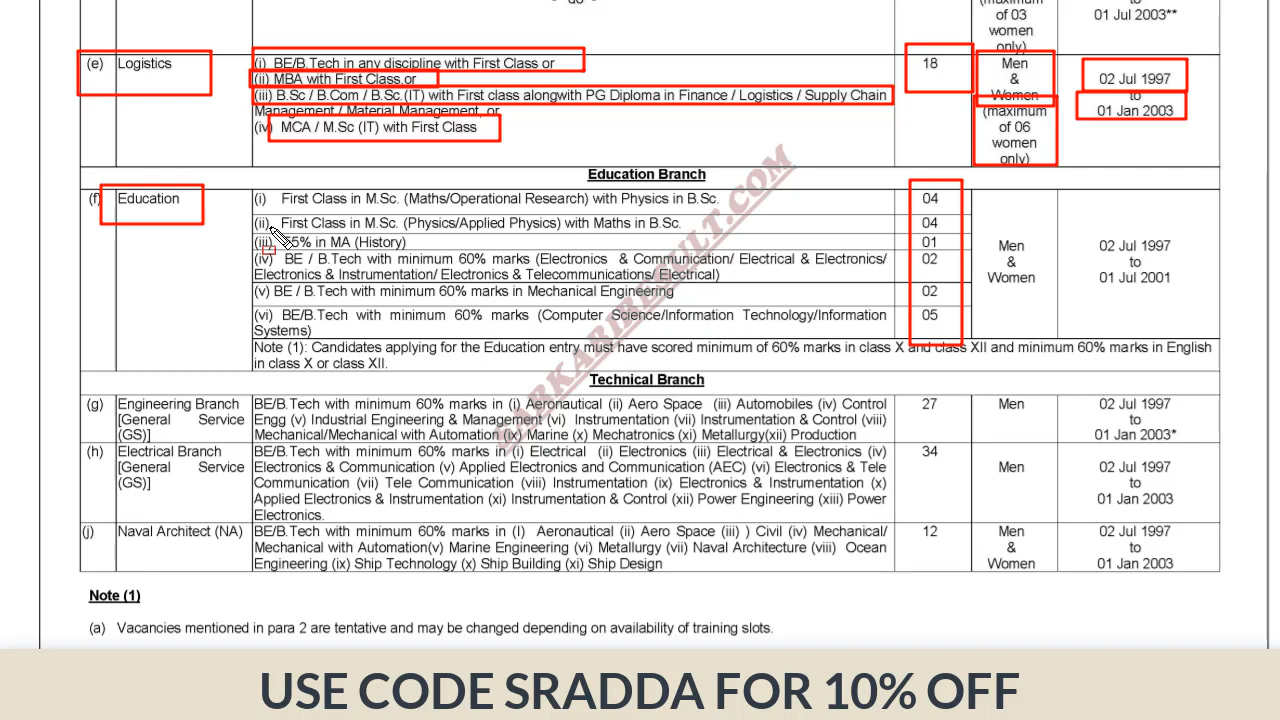 do
(maximum
of 03
women
only)
to
01 Jul 2003**
(e) Logistics (i) BE/B.Tech in any discipline with First Class or
(ii) MBA with First Class,or
(iii) B.Sc / B.Com / B.Sc.(IT) with First class alongwith PG Diploma in Finance / Logistics / Supply Chain
Management / Material Management, or
(iv) MCA / M.Sc (IT) with First Class
18
Men
&
Women
(maximum
of 06
women
only)
02 Jul 1997
to
01 Jan 2003
Education Branch
(f) Education
(i) First Class in M.Sc. (Maths/Operational Research) with Physics in B.Sc. 04
(ii) First Class in M.Sc. (Physics/Applied Physics) with Maths in B.Sc. 04
(iii) 55% in MA (History) 01
(iv) BE / B.Tech with minimum 60% marks (Electronics & Communication/ Electrical & Electronics/
Electronics & Instrumentation/ Electronics & Telecommunications/ Electrical)
02
(v) BE / B.Tech with minimum 60% marks in Mechanical Engineering 02
(vi) BE/B.Tech with minimum 60% marks (Computer Science/Information Technology/Information
Systems)
05
Men
&
Women
02 Jul 1997
to
01 Jul 2001
Note (1): Candidates applying for the Education entry must have scored minimum of 60% marks in class X and class XII and minimum 60% marks in English
in class X or class XII.
Technical Branch
(g) Engineering Branch
[General Service
(GS)]
BE/B.Tech with minimum 60% marks in (i) Aeronautical (ii) Aero Space (iii) Automobiles (iv) Control
Engg (v) Industrial Engineering & Management (vi) Instrumentation (vii) Instrumentation & Control (viii)
Mechanical/Mechanical with Automation (ix) Marine (x) Mechatronics (xi) Metallurgy(xii) Production
27
Men
02 Jul 1997
to
01 Jan 2003*
(h) Electrical Branch
[General Service
(GS)]
BE/B.Tech with minimum 60% marks in (i) Electrical (ii) Electronics (iii) Electrical & Electronics (iv)
Electronics & Communication (v) Applied Electronics and Communication (AEC) (vi) Electronics & Tele
Communication (vii) Tele Communication (viii) Instrumentation (ix) Electronics & Instrumentation (x)
Applied Electronics & Instrumentation (xi) Instrumentation & Control (xii) Power Engineering (xiii) Power
Electronics.
34
Men
02 Jul 1997
to
01 Jan 2003
(j) Naval Architect (NA)
BE/B.Tech with minimum 60% marks in (I) Aeronautical (ii) Aero Space (iii) ) Civil (iv) Mechanical/
Mechanical with Automation(v) Marine Engineering (vi) Metallurgy (vii) Naval Architecture (viii) Ocean
Engineering (ix) Ship Technology (x) Ship Building (xi) Ship Design
12
Men
&
Women
02 Jul 1997
to
01 Jan 2003
Note (1)
(a) Vacancies mentioned in para 2 are tentative and may be changed depending on availability of training slots.
SARKARIRESULT.COM
USE CODE SRADDA FOR 10% OFF